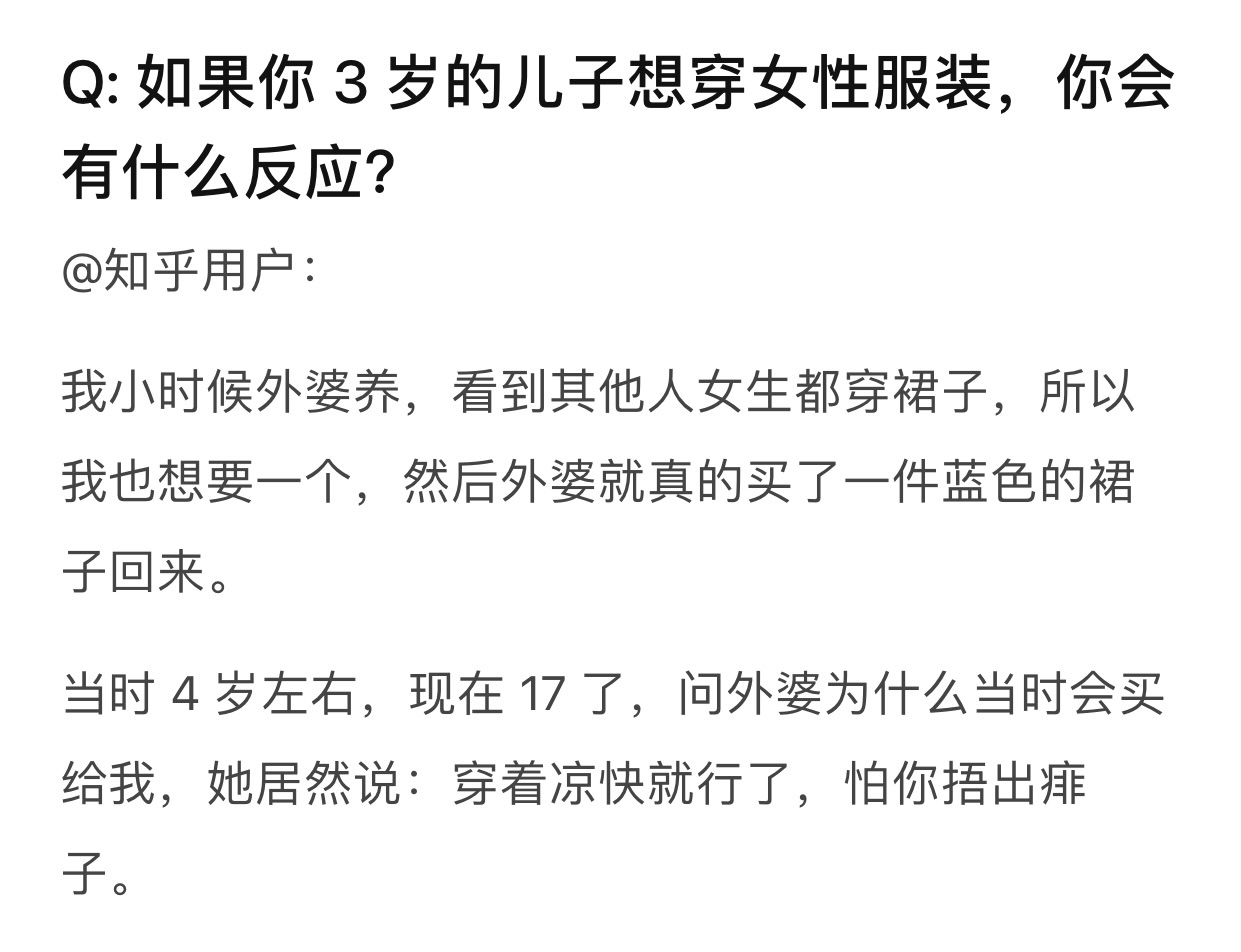 Q: 如果你 3 岁的儿子想穿女性服装，你会
有什么反应?
@知乎用户：
我小时候外婆养，看到其他人女生都穿裙子，所以
我也想要一个，然后外婆就真的买了一件蓝色的裙
子回来。
当时 4 岁左右，现在 17 了，问外婆为什么当时会买
给我，她居然说：穿着凉快就行了，怕你捂出痱
子。